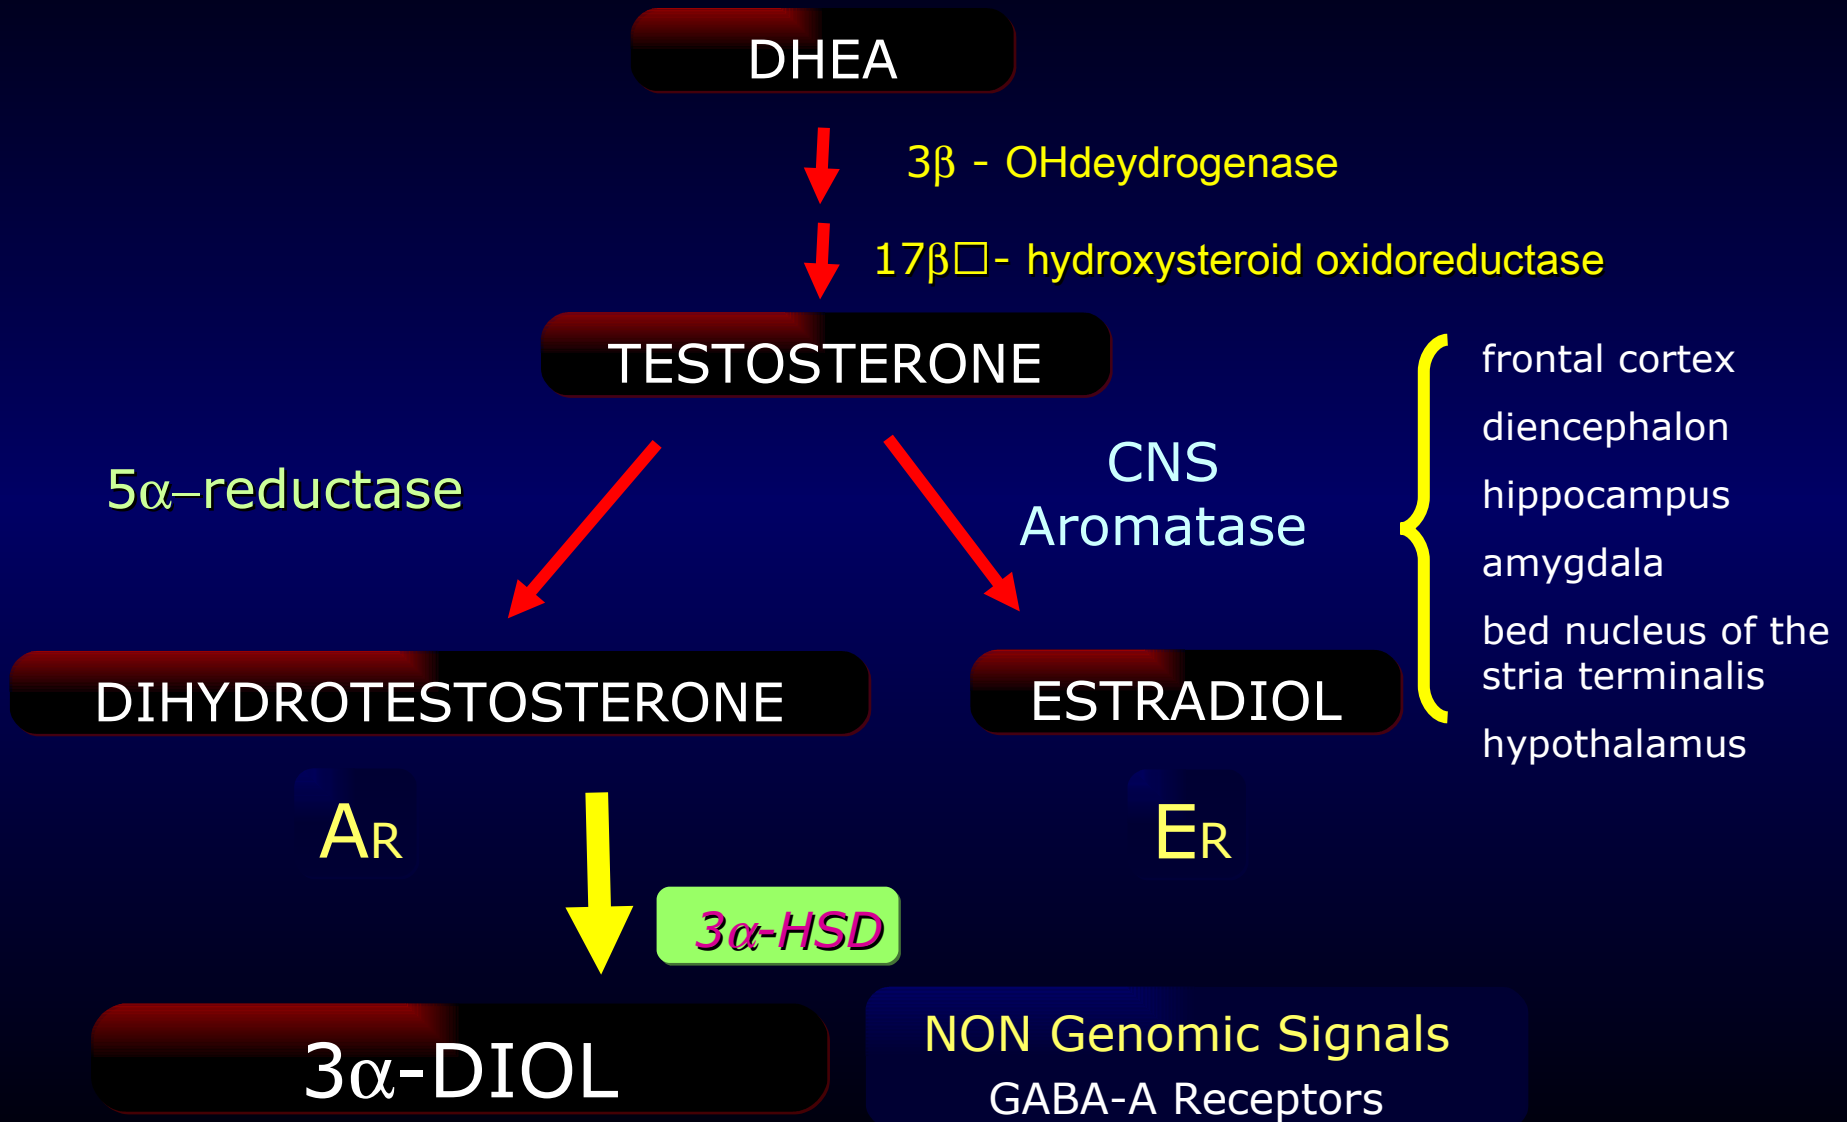 DHEA
3β - OHdeydrogenase
17β□- hydroxysteroid oxidoreductase
TESTOSTERONE
5α–reductase
CNS
Aromatase
frontal cortex
diencephalon
hippocampus
amygdala
bed nucleus of the
stria terminalis
hypothalamus
DIHYDROTESTOSTERONE
ESTRADIOL
AR
ER
3α-HSD
3α-DIOL
NON Genomic Signals
GABA-A Receptors